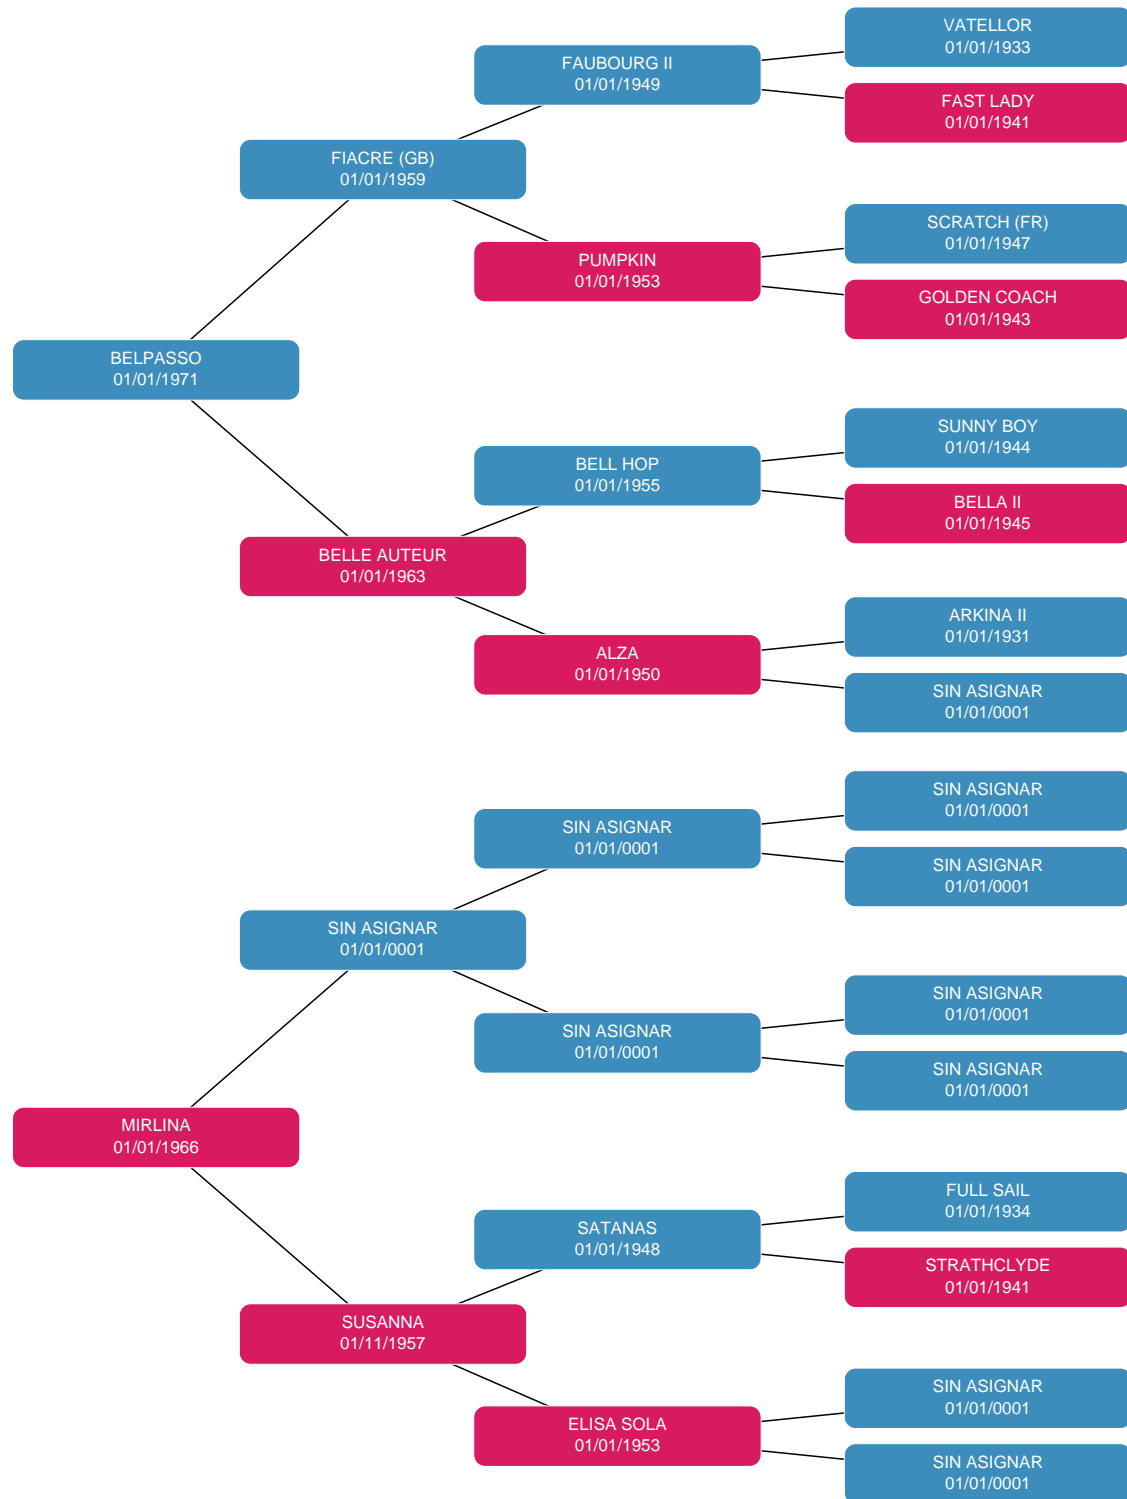 VATELLOR
01/01/1933
FAUBOURG II
01/01/1949
FAST LADY
01/01/1941
FIACRE (GB)
01/01/1959
SCRATCH (FR)
01/01/1947
PUMPKIN
01/01/1953
GOLDEN COACH
01/01/1943
BELPASSO
01/01/1971
SUNNY BOY
01/01/1944
BELL HOP
01/01/1955
BELLA II
01/01/1945
BELLE AUTEUR
01/01/1963
ARKINA II
01/01/1931
ALZA
01/01/1950
SIN ASIGNAR
01/01/0001
SIN ASIGNAR
01/01/0001
SIN ASIGNAR
01/01/0001
SIN ASIGNAR
01/01/0001
SIN ASIGNAR
01/01/0001
SIN ASIGNAR
01/01/0001
SIN ASIGNAR
01/01/0001
SIN ASIGNAR
01/01/0001
MIRLINA
01/01/1966
FULL SAIL
01/01/1934
SATANAS
01/01/1948
STRATHCLYDE
01/01/1941
SUSANNA
01/11/1957
SIN ASIGNAR
01/01/0001
ELISA SOLA
01/01/1953
SIN ASIGNAR
01/01/0001